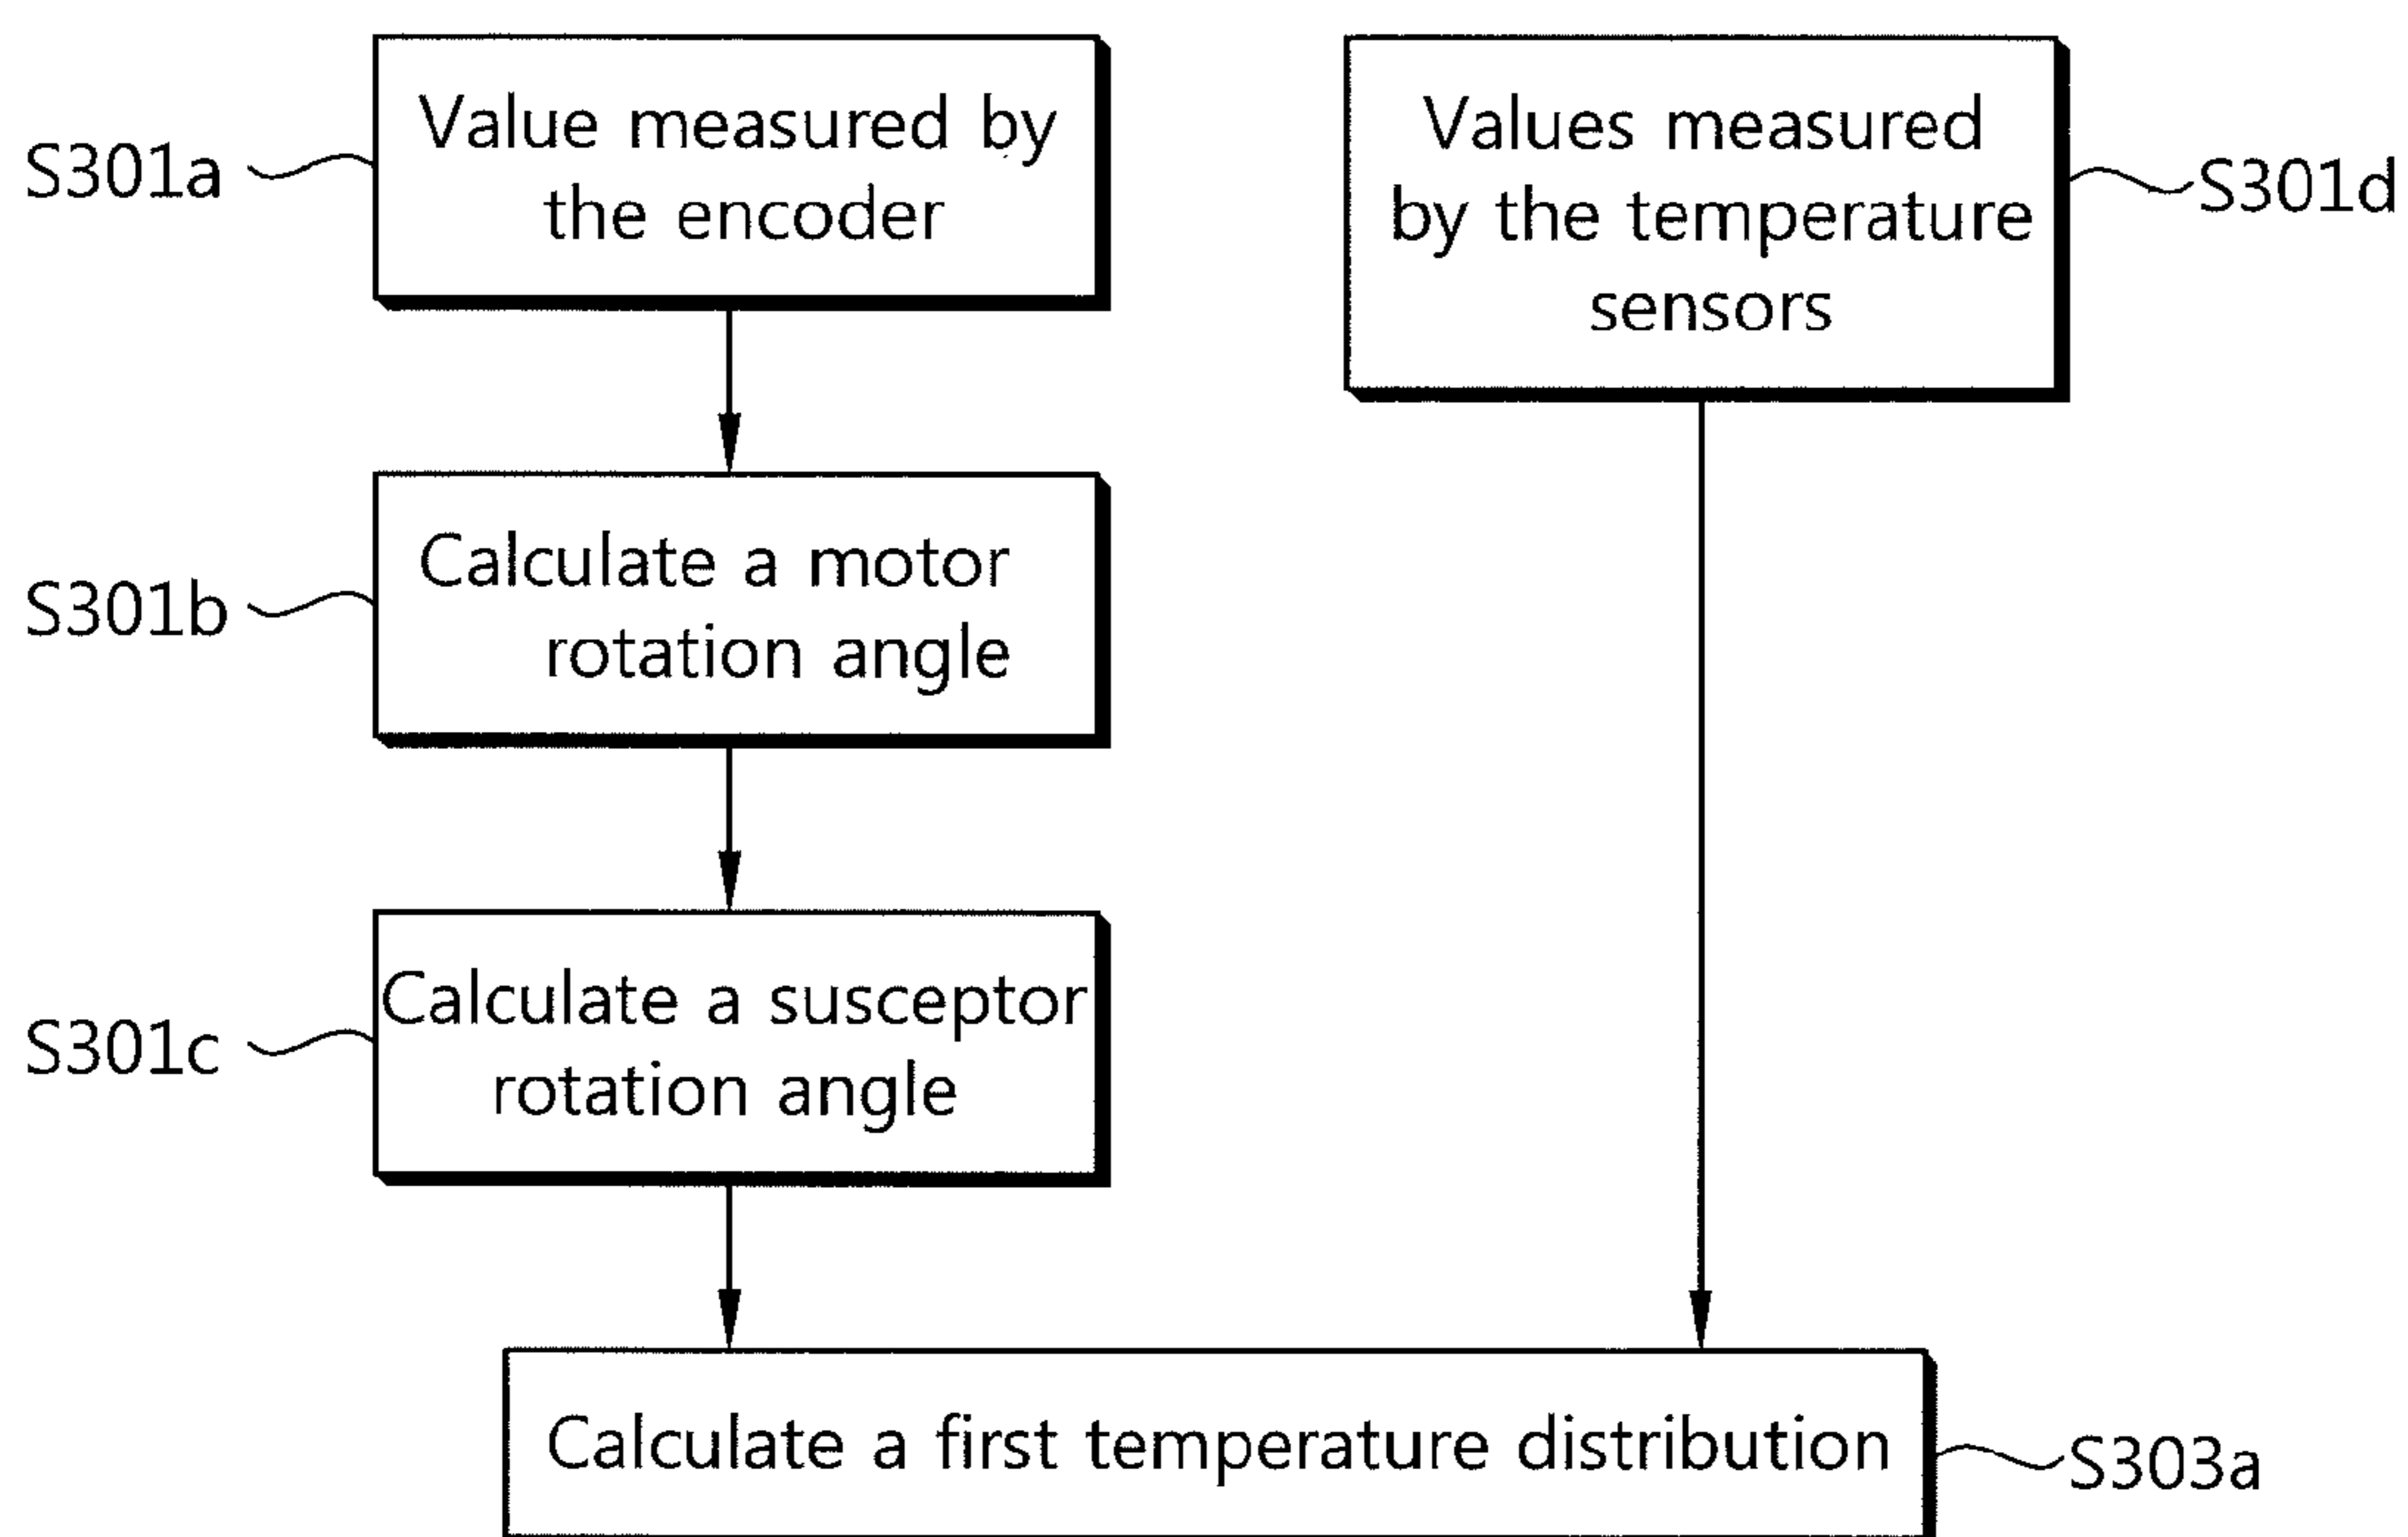 S301a
Value measured by
the encoder
Values measured
by the temperature
sensors
S301d
S301b
Calculate a motor
rotation angle
S301c
Calculate a susceptor
rotation angle
Calculate a first temperature distribution
S303a